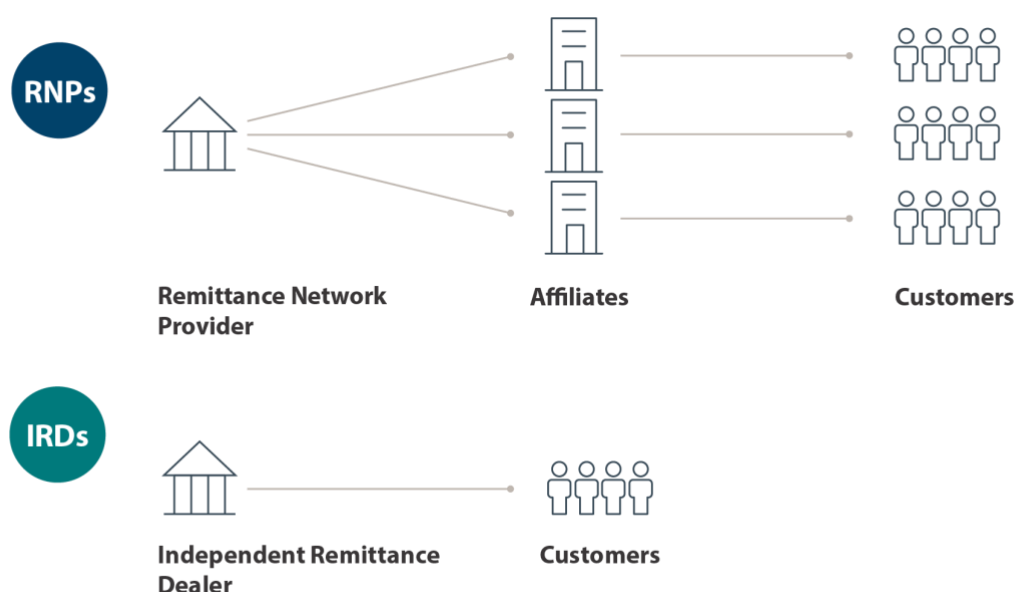 RNPs
Remittance Network
Provider
Affiliates
Customers
IRDs
Independent Remittance
Dealer
Customers